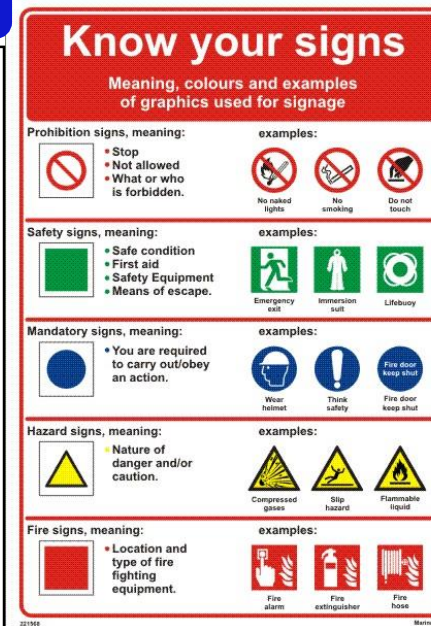 Know your signs
Meaning, colours and examples
of graphics used for signage
Prohibition signs, meaning:
• Stop
• Not allowed
• What or who
is forbidden.
examples:
No naked
lights
No
smoking
Do not
touch
Safety signs, meaning:
• Safe condition
• First aid
• Safety Equipment
• Means of escape.
examples:
Emergency
exit
Immersion
suit
Lifebuoy
Mandatory signs, meaning:
• You are required
to carry out/obey
an action.
examples:
Wear
helmet
Think
safety
Fire door
keep shut
Fire door
keep shut
Hazard signs, meaning:
• Nature of
danger and/or
caution.
examples:
Compressed
gases
Slip
hazard
Flammable
liquid
Fire signs, meaning:
• Location and
type of fire
fighting
equipment.
examples:
Fire
alarm
Fire
extinguisher
Fire
hose